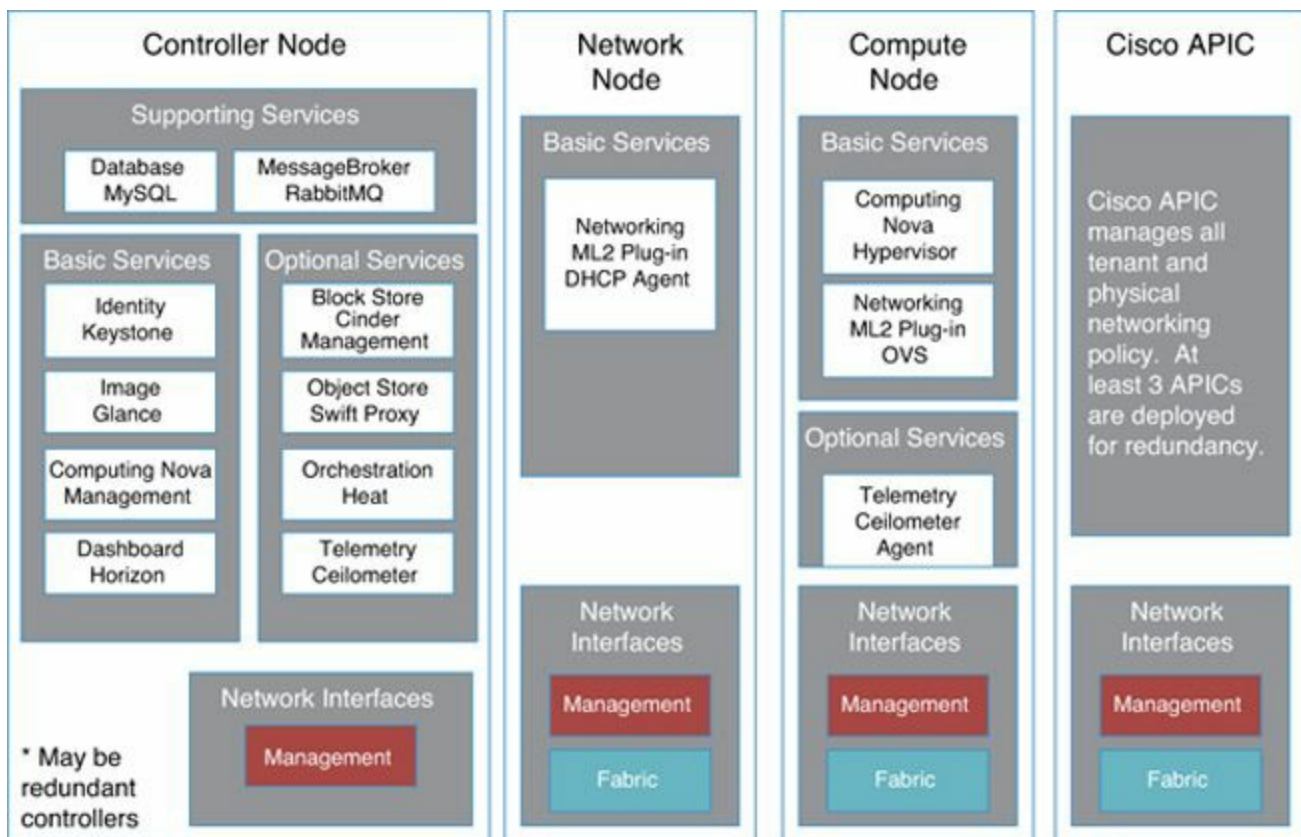 Controller Node
Supporting Services
Database
MySQL
MessageBroker
RabbitMQ
Basic Services
Identity
Keystone
Image
Glance
Computing Nova
Management
Dashboard
Horizon
Optional Services
Block Store
Cinder
Management
Object Store
Swift Proxy
Orchestration
Heat
Telemetry
Ceilometer
Network Interfaces
Management
* May be
redundant
controllers
Network
Node
Basic Services
Networking
ML2 Plug-in
DHCP Agent
Network
Interfaces
Management
Fabric
Compute
Node
Basic Services
Computing
Nova
Hypervisor
Networking
ML2 Plug-in
OVS
Optional Services
Telemetry
Ceilometer
Agent
Network
Interfaces
Management
Fabric
Cisco APIC
Cisco APIC
manages all
tenant and
physical
networking
policy. At
least 3 APICs
are deployed
for redundancy.
Network
Interfaces
Management
Fabric